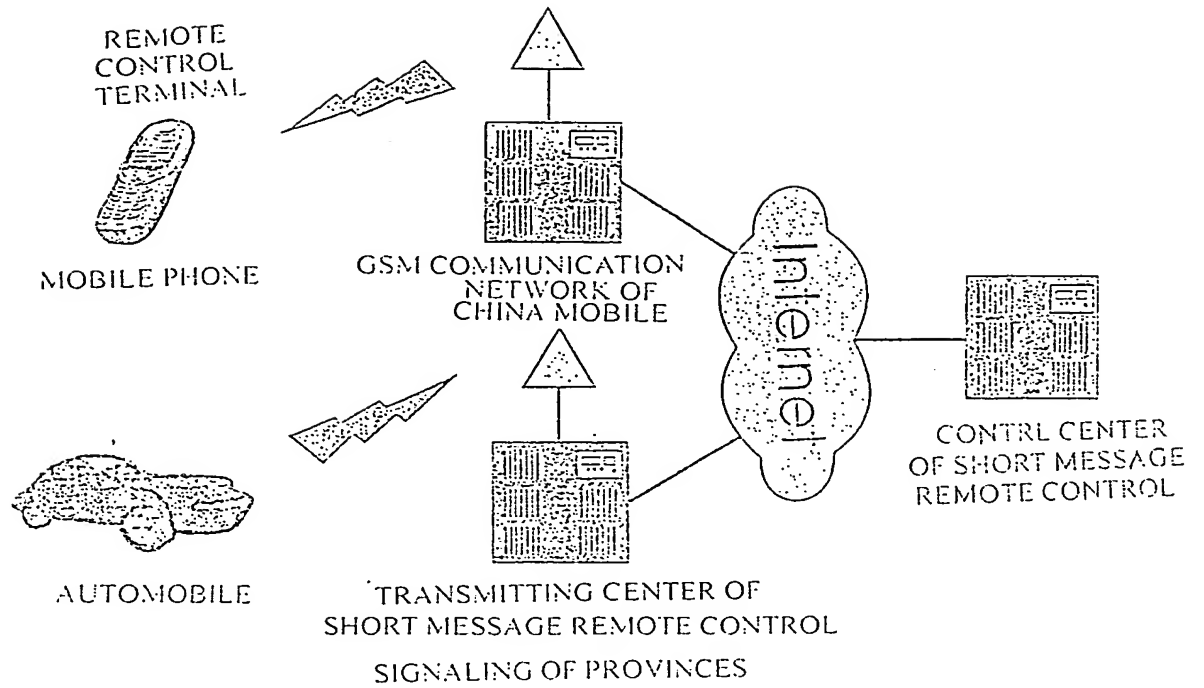 REMOTE
CONTROL
TERMINAL
MOBILE PHONE
GSM COMMUNICATION
NETWORK OF
CHINA MOBILE
Internet
CONTRL CENTER
OF SHORT MESSAGE
REMOTE CONTROL
AUTOMOBILE
TRANSMITTING CENTER OF
SHORT MESSAGE REMOTE CONTROL
SIGNALING OF PROVINCES